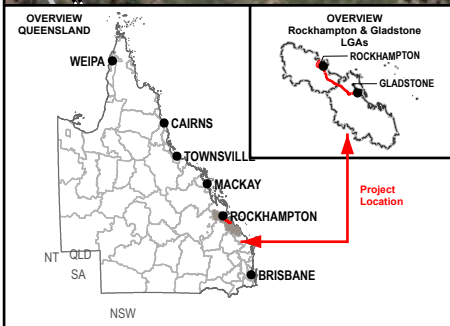 OVERVIEW
QUEENSLAND
WEIPA
CAIRNS
TOWNSVILLE
MACKAY
ROCKHAMPTON
BRISBANE
NT
QLD
SA
NSW
OVERVIEW
Rockhampton & Gladstone
LGAs
ROCKHAMPTON
GLADSTONE
Project
Location